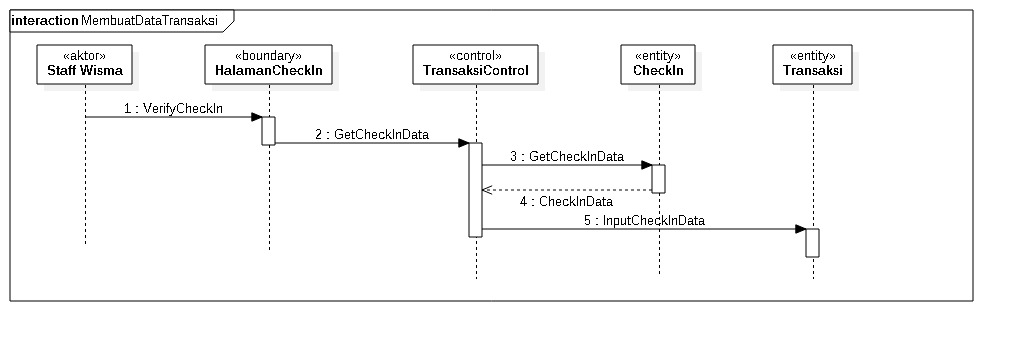 interaction MembuatDataTransaksi
«aktor»
Staff Wisma
«boundary»
HalamanCheckIn
«control»
TransaksiControl
«entity»
CheckIn
«entity»
Transaksi
1 : VerifyCheckIn
2 : GetCheckInData
3 : GetCheckInData
4 : CheckInData
5 : InputCheckInData